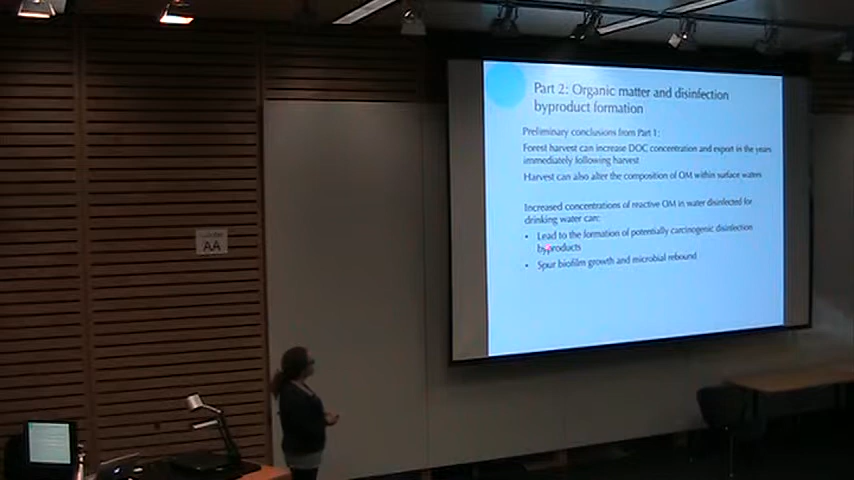 Part 2: Organic matter and disinfection
byproduct formation
Preliminary conclusions from Part 1:
Forest harvest can increase DOC concentration and export in the years
immediately following harvest
Harvest can also alter the composition of OM within surface waters
Increased concentrations of reactive OM in water disinfected for
drinking water can:
• Lead to the formation of potentially carcinogenic disinfection
byproducts
• Spur biofilm growth and microbial rebound
AA